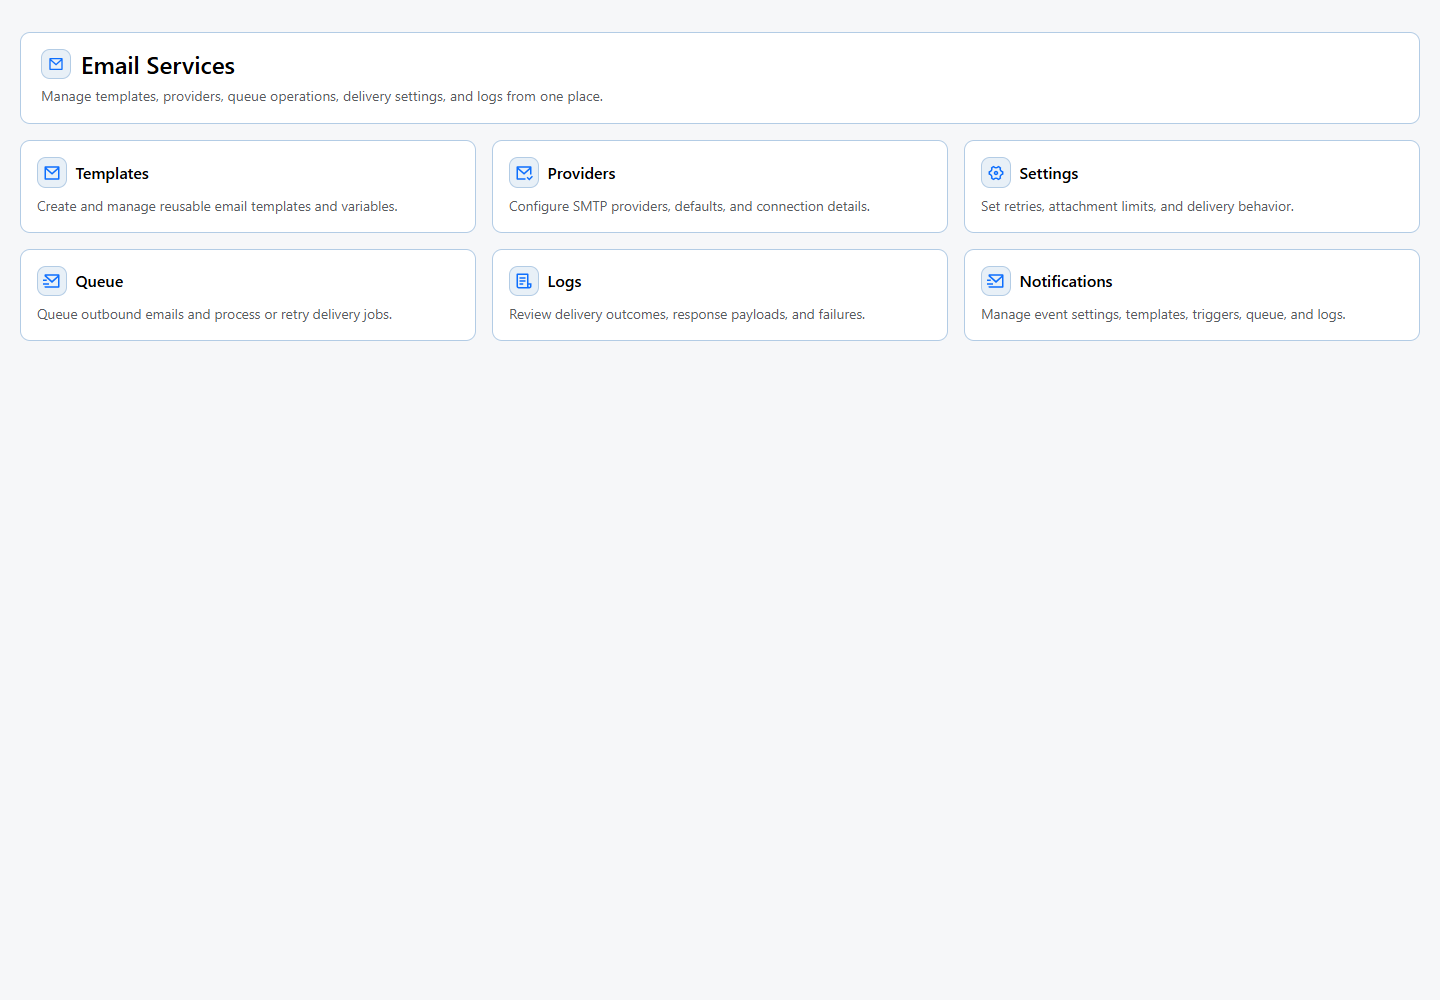 Email Services
Manage templates, providers, queue operations, delivery settings, and logs from one place.
Templates
Create and manage reusable email templates and variables.
Providers
Configure SMTP providers, defaults, and connection details.
Settings
Set retries, attachment limits, and delivery behavior.
Queue
Queue outbound emails and process or retry delivery jobs.
Logs
Review delivery outcomes, response payloads, and failures.
Notifications
Manage event settings, templates, triggers, queue, and logs.